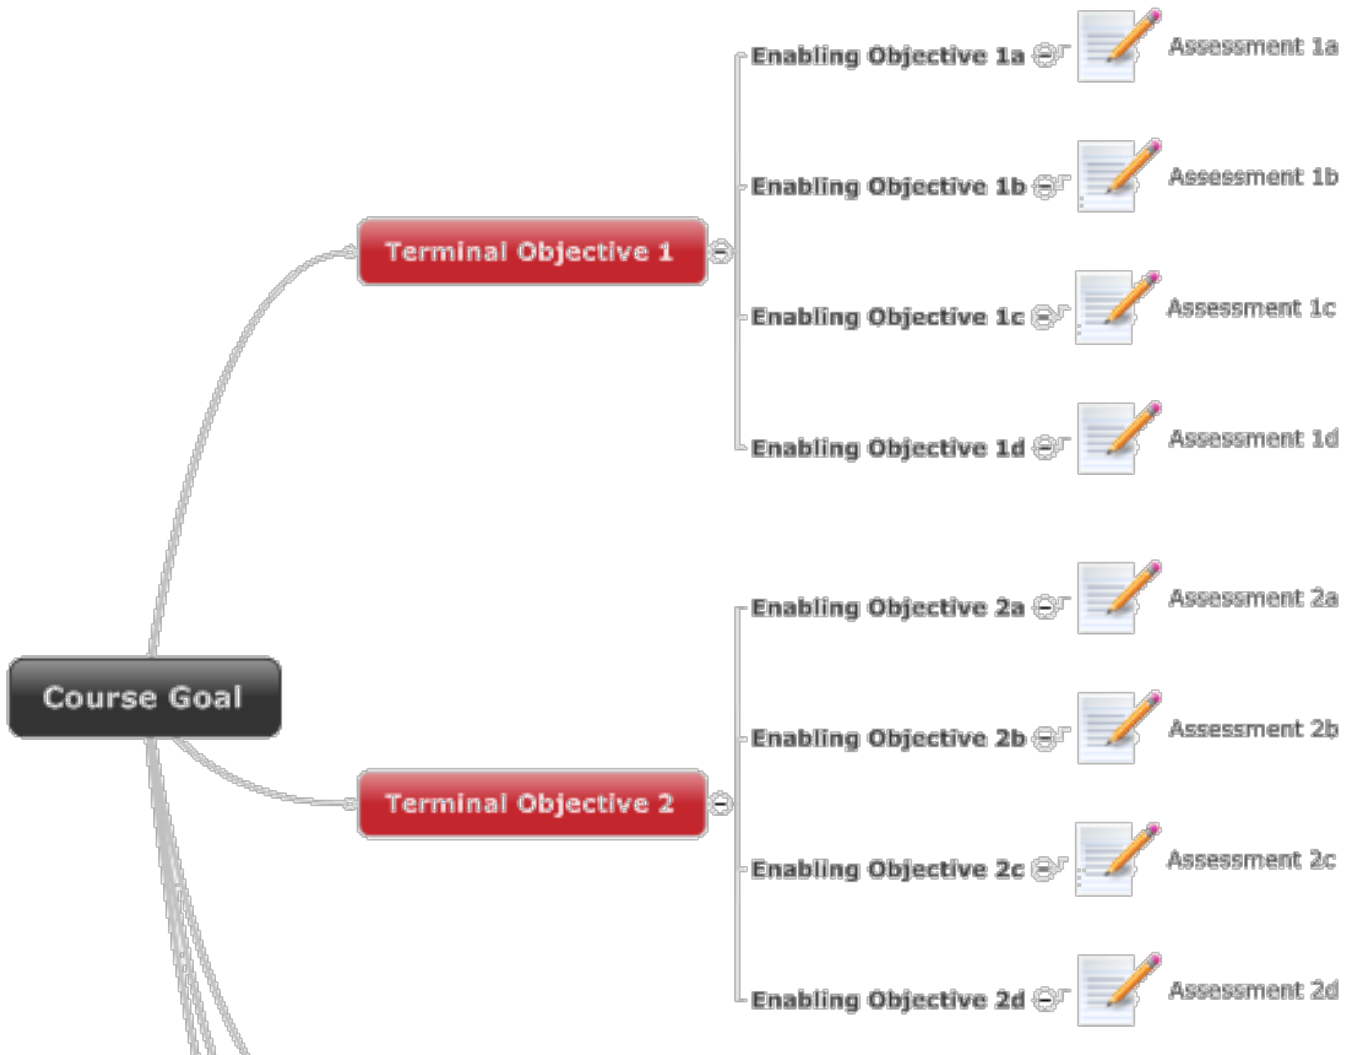 Enabling Objective 1a
Assessment 1a
Enabling Objective 1b
Assessment 1b
Terminal Objective 1
Enabling Objective 1c
Assessment 1c
Enabling Objective 1d
Assessment 1d
Course Goal
Enabling Objective 2a
Assessment 2a
Enabling Objective 2b
Assessment 2b
Terminal Objective 2
Enabling Objective 2c
Assessment 2c
Enabling Objective 2d
Assessment 2d